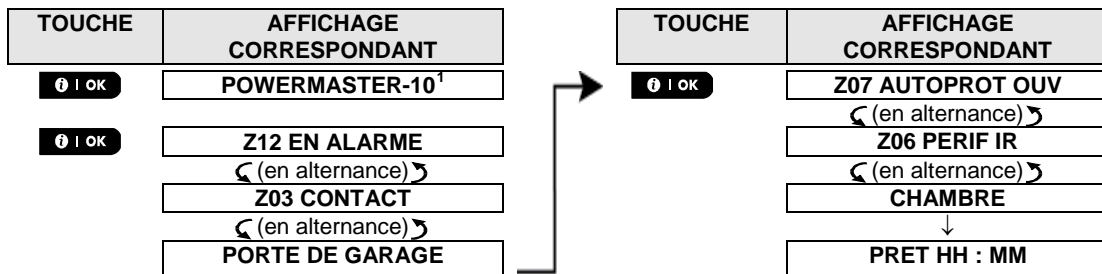 TOUCHE AFFICHAGE CORRESPONDANT
i | OK POWERMASTER-10¹
i | OK Z12 EN ALARME
(en alternance)
Z03 CONTACT
(en alternance)
PORTE DE GARAGE
TOUCHE AFFICHAGE CORRESPONDANT
i | OK Z07 AUTOPROT OUV
(en alternance)
Z06 PERIF IR
(en alternance)
CHAMBRE
↓
PRET HH : MM